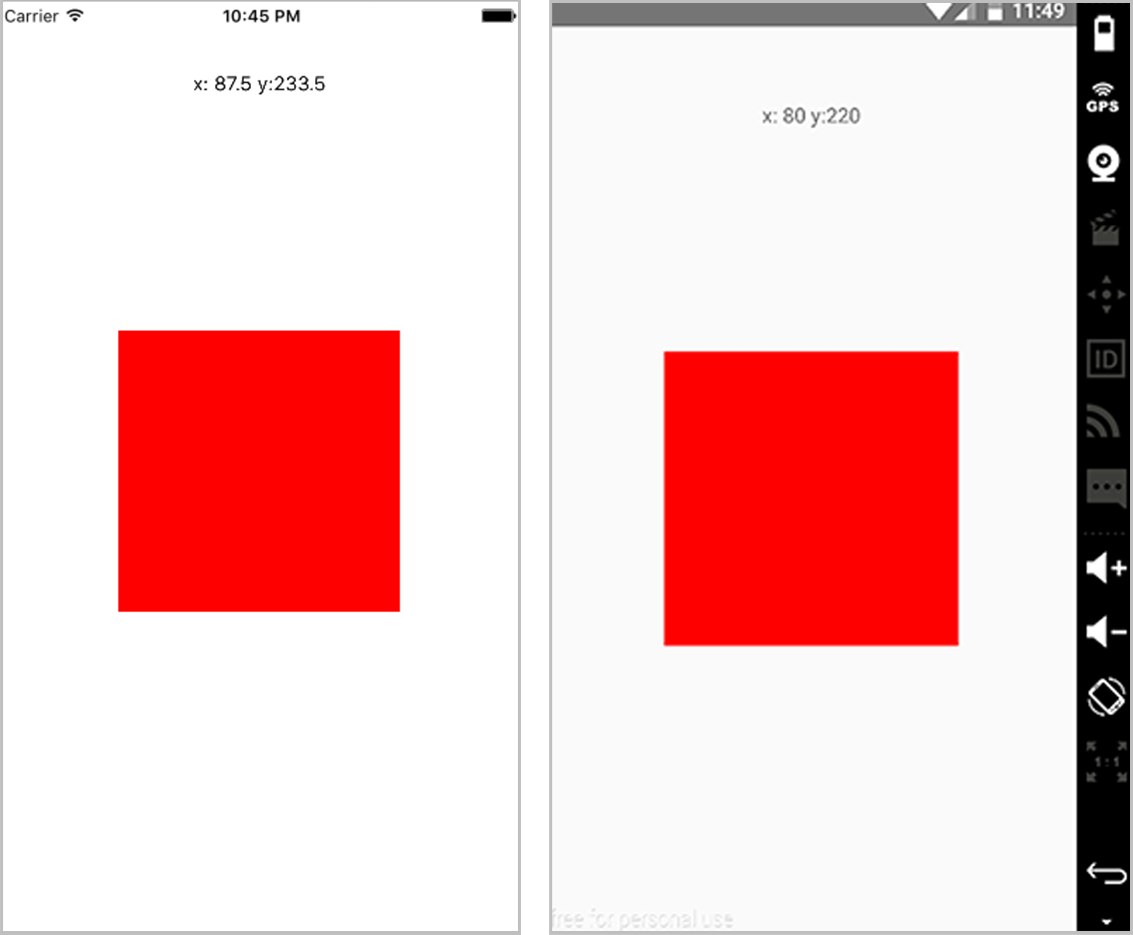 Carrier 10:45 PM
x: 87.5 y:233.5
11:49
x: 80 y:220
GPS
ID
1:1
free for personal use